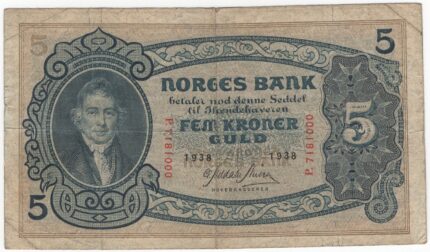 5 5
NORGES BANK
betaler mod denne Seddel
til Ihændehaveren
FEM KRONER
GULD
P. 7181000
1938 1938
P. 7181000
5
HOVEDKASSERER
5 5